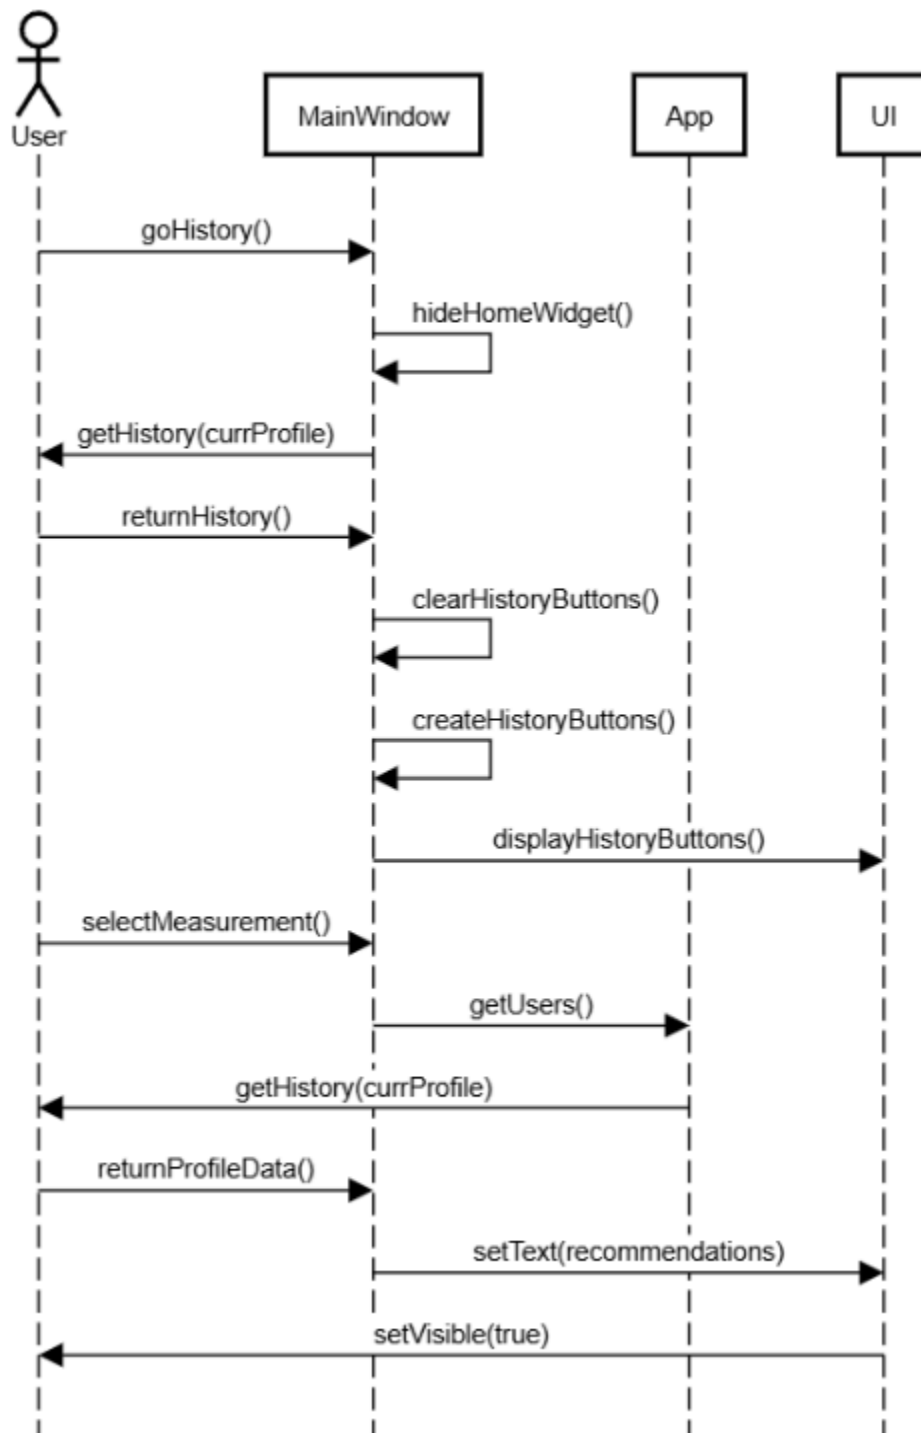 User
MainWindow
App
UI
goHistory()
hideHomeWidget()
getHistory(currProfile)
returnHistory()
clearHistoryButtons()
createHistoryButtons()
displayHistoryButtons()
selectMeasurement()
getUsers()
getHistory(currProfile)
returnProfileData()
setText(recommendations)
setVisible(true)